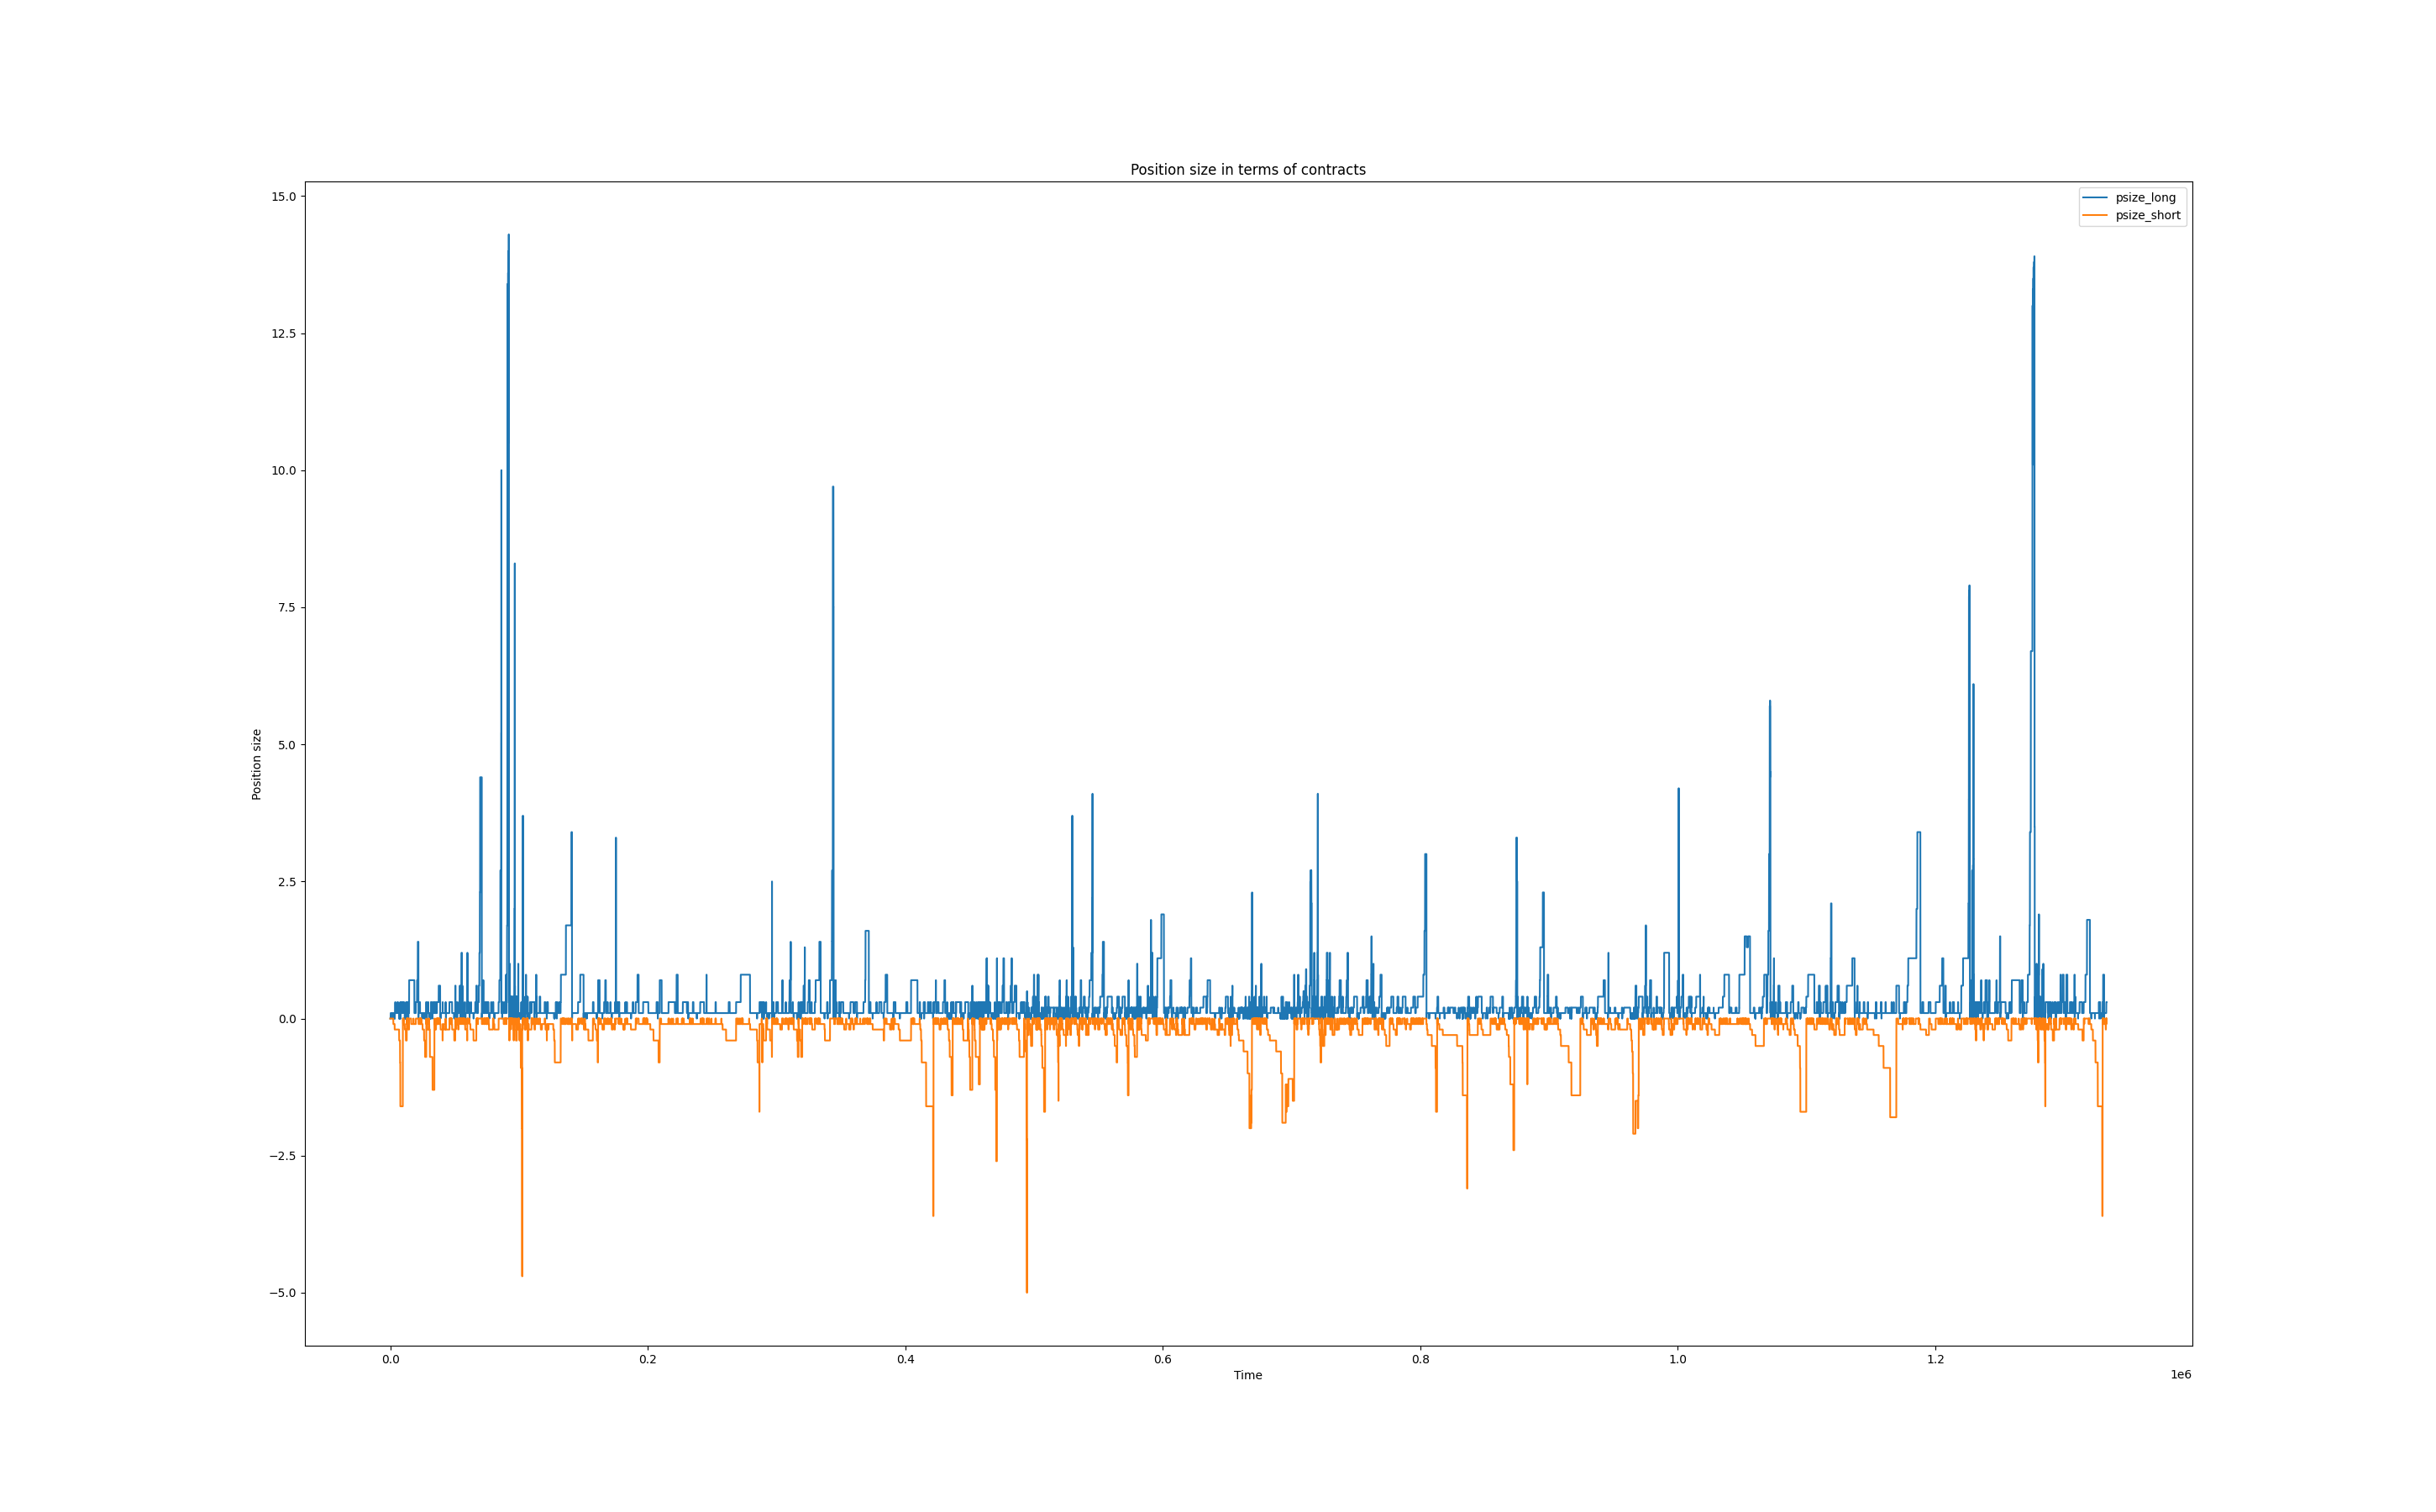 Position size in terms of contracts
psize_long
psize_short
Position size
15.0
12.5
10.0
7.5
5.0
2.5
0.0
−2.5
−5.0
0.0 0.2 0.4 0.6 0.8 1.0 1.2
Time
1e6